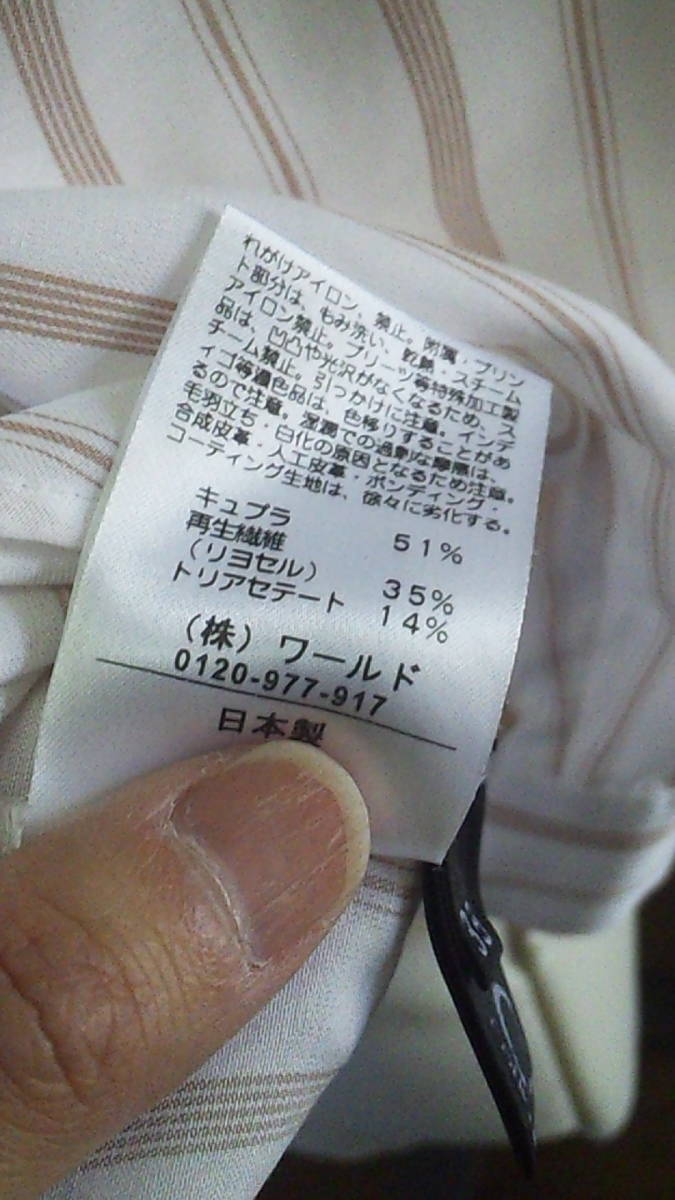 れがけアイロン、禁止。附属・プリン
ト部分は、もみ洗い、乾熱・スチーム
アイロン禁止。プリーツ等特殊加工製
品は、凹凸や光沢がなくなるため、ス
チーム禁止。引つかけに注意。インデ
ィゴ等濃色品は、色移りすることがあ
るので注意。湿潤での過剰な摩擦は、
毛羽立ち・白化の原因となるため注意。
合成皮革・人工皮革・ボンディング・
コーティング生地は、徐々に劣化する。
キュプラ 51%
再生繊維
（リヨセル） 35%
トリアセテート 14%
（株）ワールド
0120-977-917
日本製